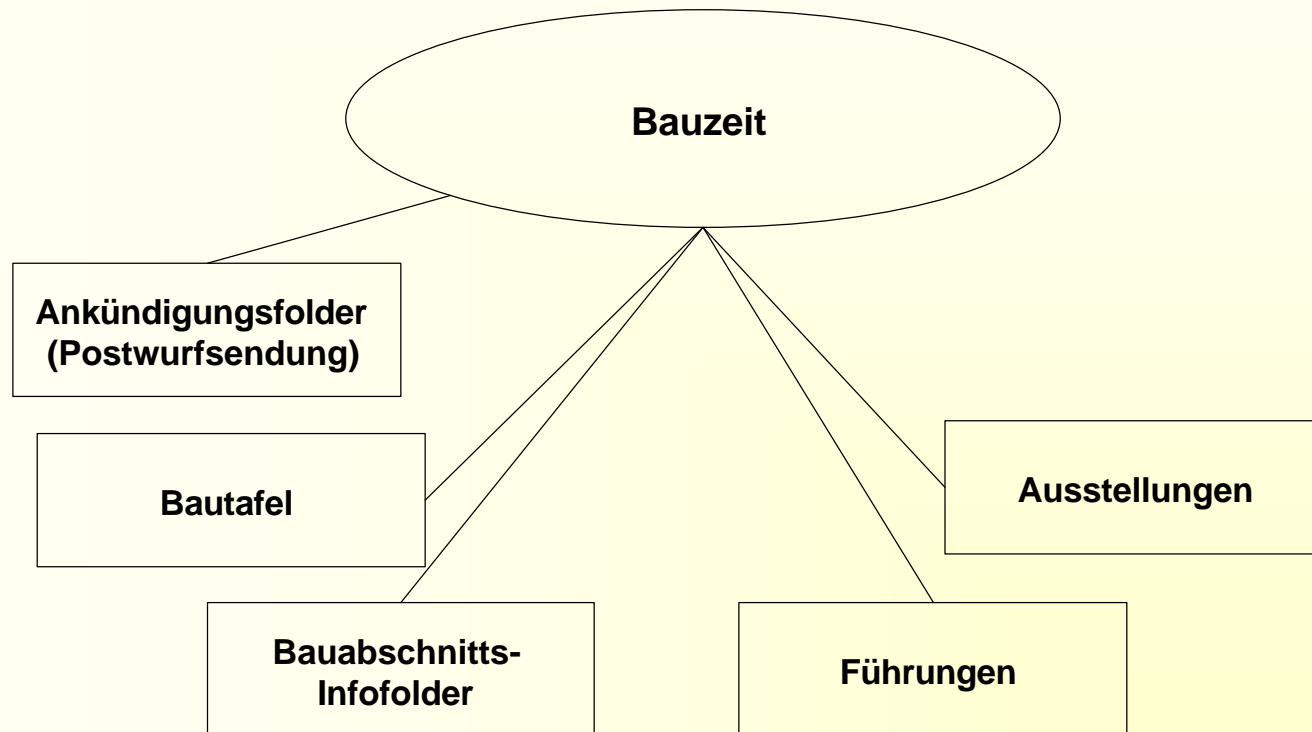 Bauzeit
Ankündigungsfolder
(Postwurfsendung)
Bautafel
Ausstellungen
Bauabschnitts-
Infofolder
Führungen